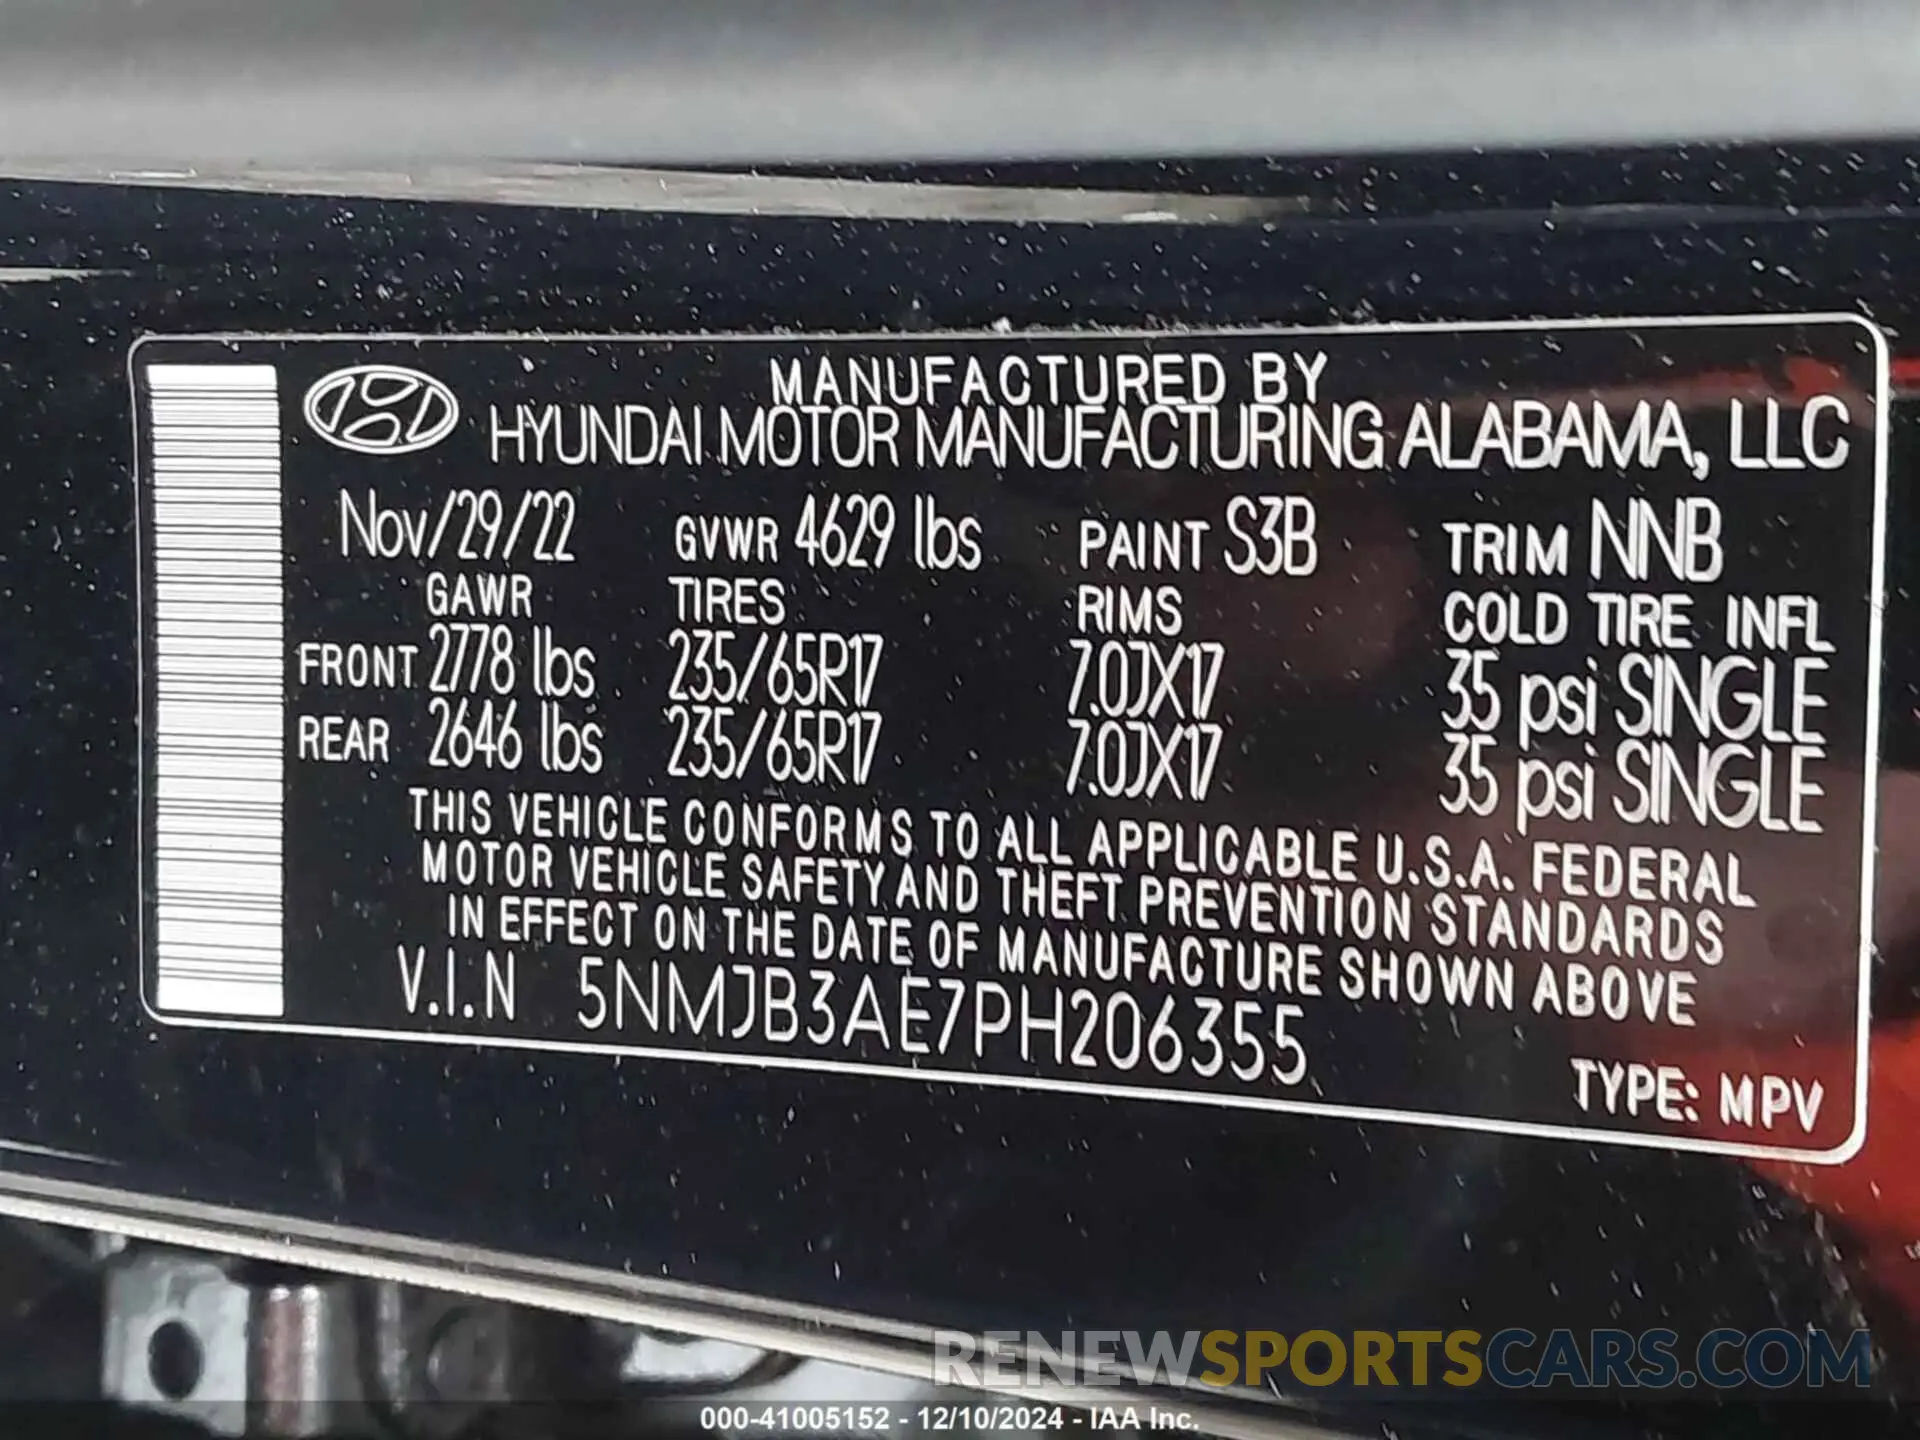 MANUFACTURED BY
HYUNDAI MOTOR MANUFACTURING ALABAMA, LLC
Nov/29/22 GVWR 4629 lbs PAINT S3B TRIM NNB
GAWR TIRES RIMS COLD TIRE INFL
FRONT 2778 lbs 235/65R17 7.0JX17 35 psi SINGLE
REAR 2646 lbs 235/65R17 7.0JX17 35 psi SINGLE
THIS VEHICLE CONFORMS TO ALL APPLICABLE U.S.A. FEDERAL
MOTOR VEHICLE SAFETY AND THEFT PREVENTION STANDARDS
IN EFFECT ON THE DATE OF MANUFACTURE SHOWN ABOVE
V.I.N 5NMJB3AE7PH206355
TYPE: MPV
RENEWSPORTSCARS.COM
000-41005152 - 12/10/2024 - IAA Inc.